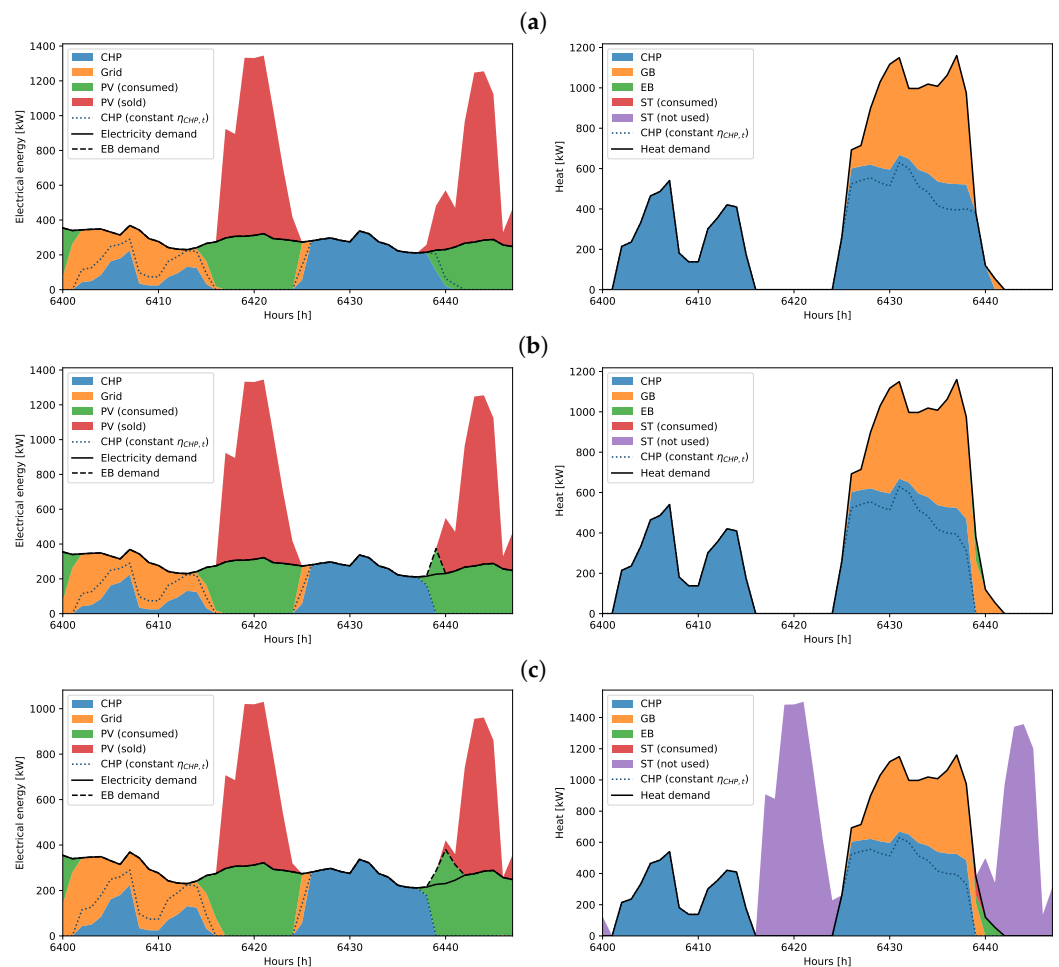 (a)
1400
1200
1000
800
600
400
200
0
Electrical energy [kW]
CHP
Grid
PV (consumed)
PV (sold)
CHP (constant η_CHP,t)
Electricity demand
EB demand
6400 6410 6420 6430 6440
Hours [h]
1200
1000
800
600
400
200
0
Heat [kW]
CHP
GB
EB
ST (consumed)
ST (not used)
CHP (constant η_CHP,t)
Heat demand
6400 6410 6420 6430 6440
Hours [h]
(b)
1400
1200
1000
800
600
400
200
0
Electrical energy [kW]
CHP
Grid
PV (consumed)
PV (sold)
CHP (constant η_CHP,t)
Electricity demand
EB demand
6400 6410 6420 6430 6440
Hours [h]
1200
1000
800
600
400
200
0
Heat [kW]
CHP
GB
EB
ST (consumed)
ST (not used)
CHP (constant η_CHP,t)
Heat demand
6400 6410 6420 6430 6440
Hours [h]
(c)
1000
800
600
400
200
0
Electrical energy [kW]
CHP
Grid
PV (consumed)
PV (sold)
CHP (constant η_CHP,t)
Electricity demand
EB demand
6400 6410 6420 6430 6440
Hours [h]
1400
1200
1000
800
600
400
200
0
Heat [kW]
CHP
GB
EB
ST (consumed)
ST (not used)
CHP (constant η_CHP,t)
Heat demand
6400 6410 6420 6430 6440
Hours [h]